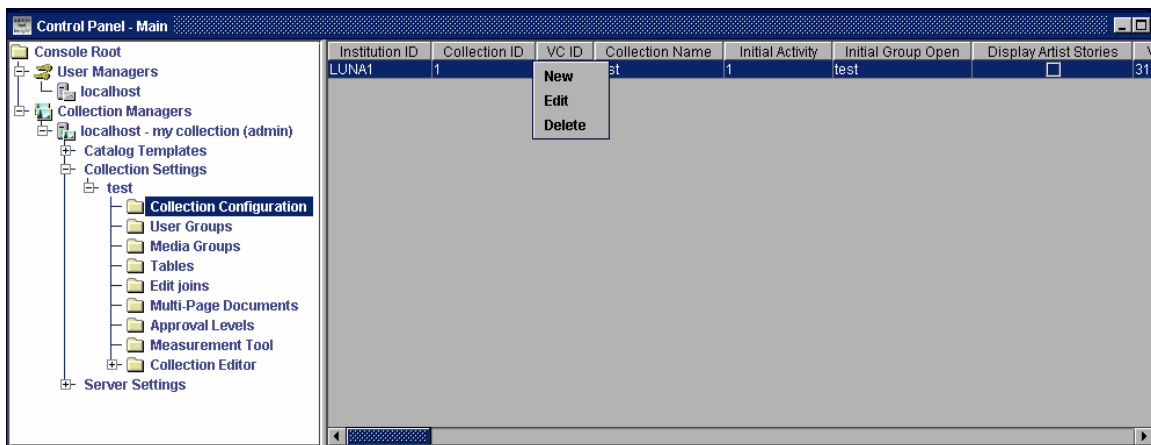 Control Panel - Main
Console Root
User Managers
localhost
Collection Managers
localhost - my collection (admin)
Catalog Templates
Collection Settings
test
Collection Configuration
User Groups
Media Groups
Tables
Edit joins
Multi-Page Documents
Approval Levels
Measurement Tool
Collection Editor
Server Settings
Institution ID Collection ID VC ID Collection Name Initial Activity Initial Group Open Display Artist Stories
LUNA1 1 1 test 31
New
Edit
Delete